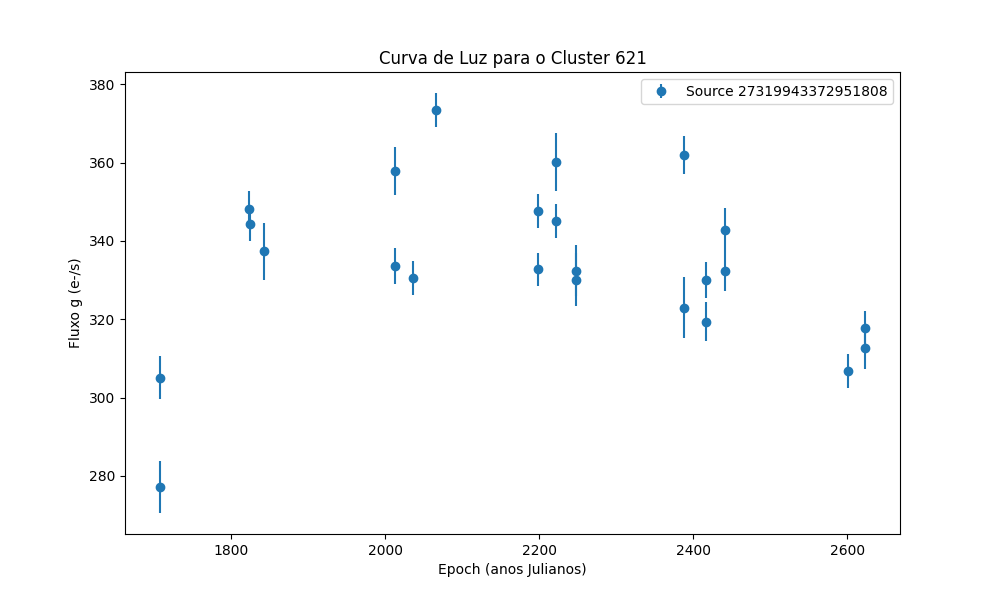 Curva de Luz para o Cluster 621
Source 27319943372951808
Fluxo g (e-/s)
380
360
340
320
300
280
1800
2000
2200
2400
2600
Epoch (anos Julianos)